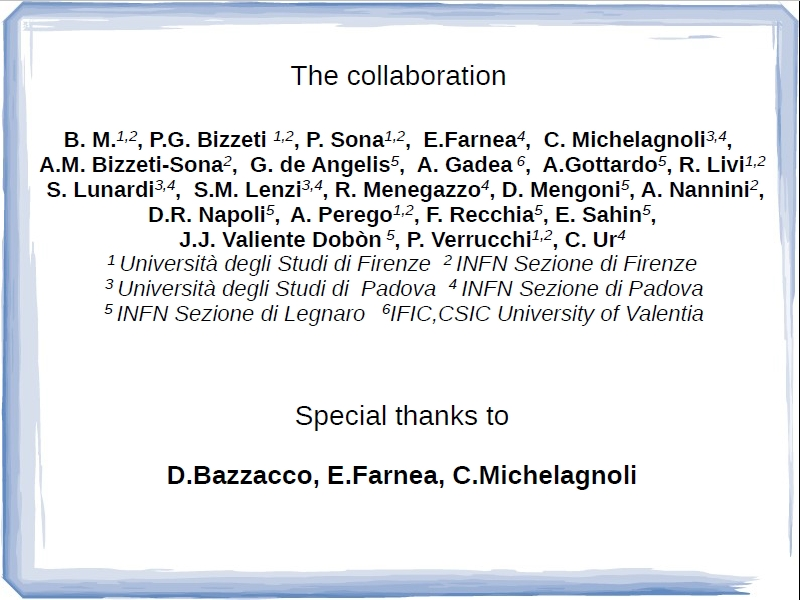 The collaboration
B. M.1,2, P.G. Bizzeti 1,2, P. Sona1,2, E.Farnea4, C. Michelagnoli3,4,
A.M. Bizzeti-Sona2, G. de Angelis5, A. Gadea 6, A.Gottardo5, R. Livi1,2
S. Lunardi3,4, S.M. Lenzi3,4, R. Menegazzo4, D. Mengoni5, A. Nannini2,
D.R. Napoli5, A. Perego1,2, F. Recchia5, E. Sahin5,
J.J. Valiente Dobòn 5, P. Verrucchi1,2, C. Ur4
1 Università degli Studi di Firenze 2 INFN Sezione di Firenze
3 Università degli Studi di Padova 4 INFN Sezione di Padova
5 INFN Sezione di Legnaro 6IFIC,CSIC University of Valentia
Special thanks to
D.Bazzacco, E.Farnea, C.Michelagnoli